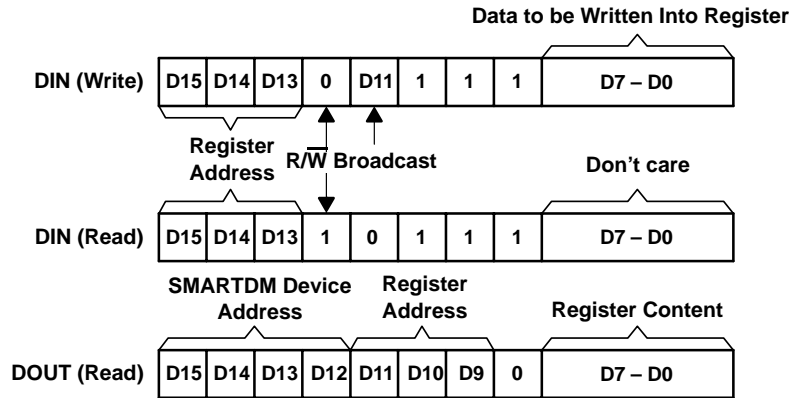 Data to be Written Into Register
DIN (Write) D15 D14 D13 0 D11 1 1 1 D7 – D0
Register Address
R/W̅ Broadcast
Don't care
DIN (Read) D15 D14 D13 1 0 1 1 1 D7 – D0
SMARTDM Device Address
Register Address
Register Content
DOUT (Read) D15 D14 D13 D12 D11 D10 D9 0 D7 – D0